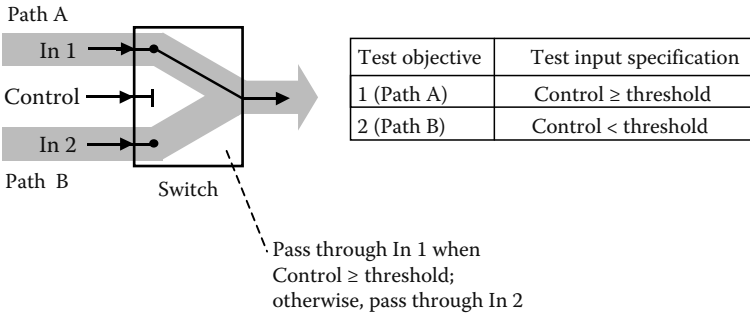 Path A
In 1
Control
In 2
Path B
Switch
Pass through In 1 when
Control ≥ threshold;
otherwise, pass through In 2
Test objective Test input specification
1 (Path A) Control ≥ threshold
2 (Path B) Control < threshold